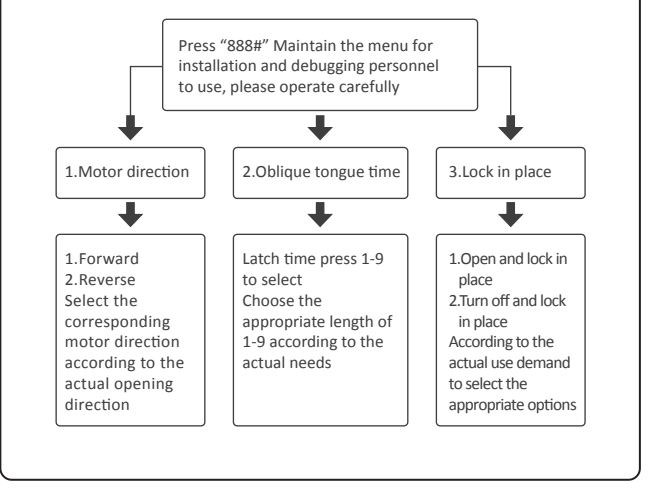 Press “888#” Maintain the menu for
installation and debugging personnel
to use, please operate carefully
1.Motor direction
2.Oblique tongue time
3.Lock in place
1.Forward
2.Reverse
Select the
corresponding
motor direction
according to the
actual opening
direction
Latch time press 1-9
to select
Choose the
appropriate length of
1-9 according to the
actual needs
1.Open and lock in
place
2.Turn off and lock
in place
According to the
actual use demand
to select the
appropriate options